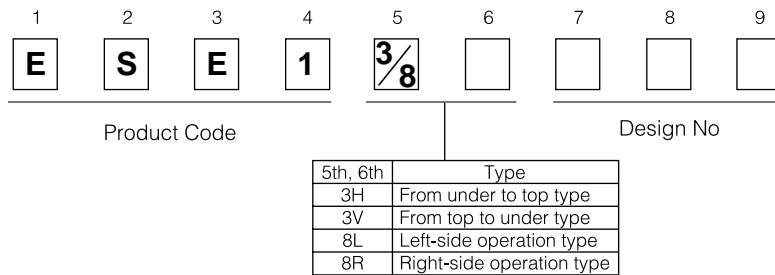 1 2 3 4 5 6 7 8 9
E S E 1 3/8
Product Code Design No
5th, 6th Type
3H From under to top type
3V From top to under type
8L Left-side operation type
8R Right-side operation type